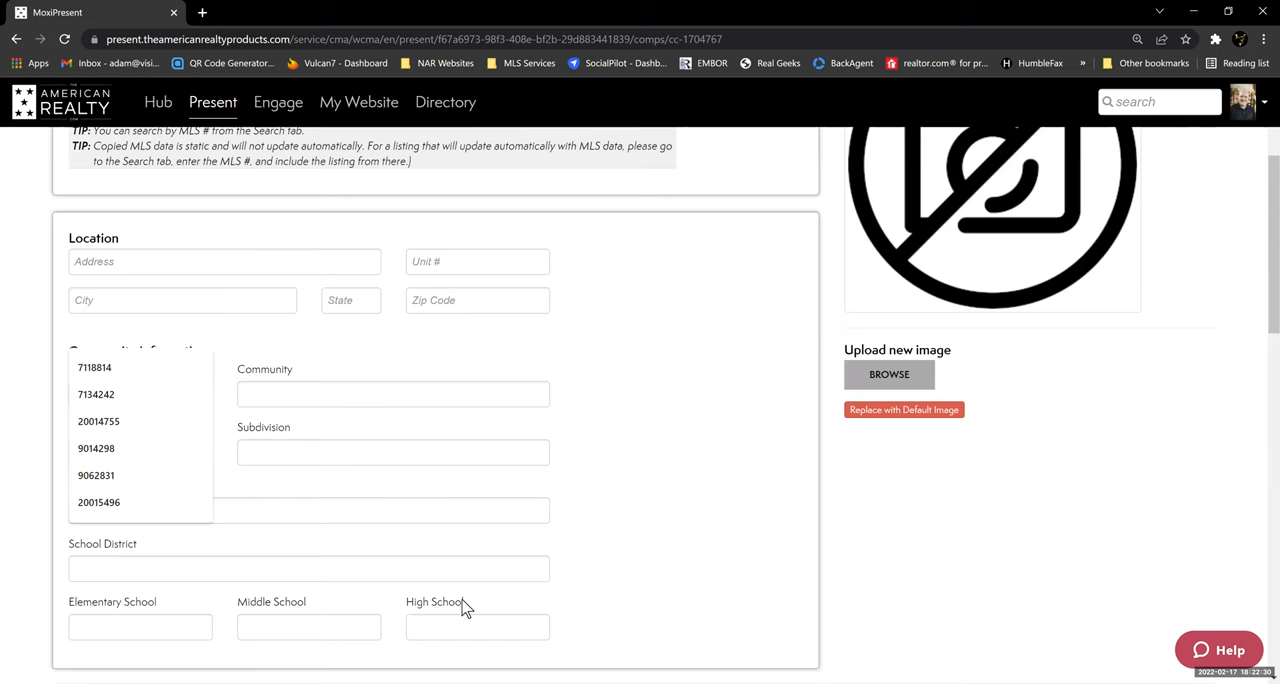 MoxiPresent
present.theamericanrealtyproducts.com/service/cma/wcma/en/present/f67a6973-98f3-408e-bf2b-29d883441839/comps/cc-1704767
Apps
Inbox - adam@visi...
QR Code Generator...
Vulcan7 - Dashboard
NAR Websites
MLS Services
SocialPilot - Dashb...
EMBOR
Real Geeks
BackAgent
realtor.com® for pr...
HumbleFax
»
Other bookmarks
Reading list
THE
AMERICAN
REALTY
Hub
Present
Engage
My Website
Directory
search
TIP: You can search by MLS # from the Search tab.
TIP: Copied MLS data is static and will not update automatically. For a listing that will update automatically with MLS data, please go
to the Search tab, enter the MLS #, and include the listing from there.]
Location
Address
Unit #
City
State
Zip Code
7118814
7134242
20014755
9014298
9062831
20015496
Community
Subdivision
School District
Elementary School
Middle School
High School
Upload new image
BROWSE
Replace with Default Image
Help
2022-02-17 18:22:30